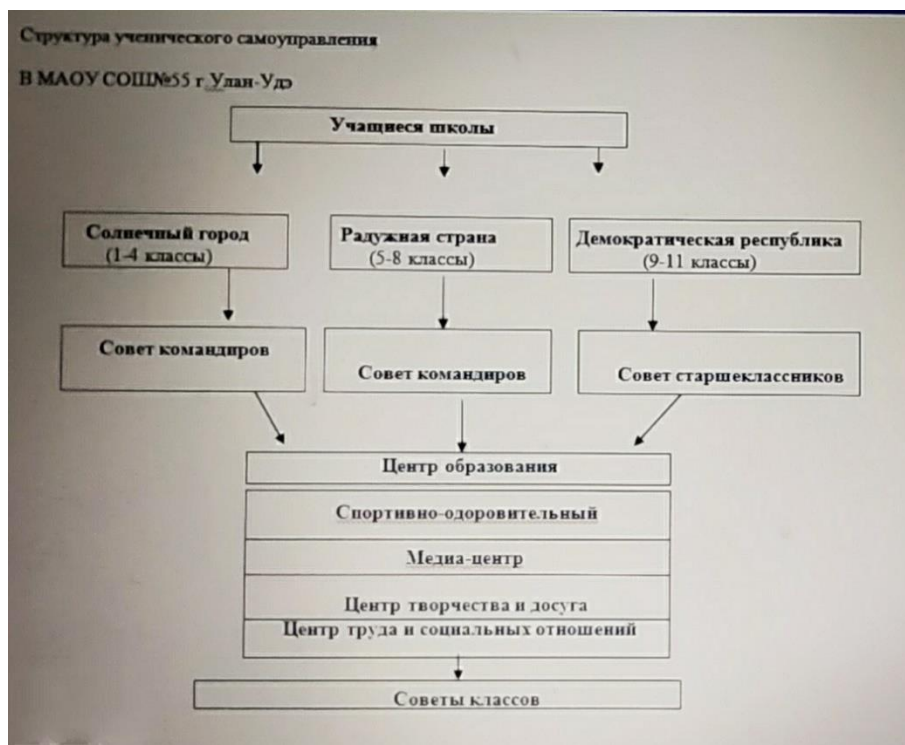 Структура ученического самоуправления
В МАОУ СОШ№55 г Улан-Удэ
Учащиеся школы
Солнечный город
(1-4 классы)
Радужная страна
(5-8 классы)
Демократическая республика
(9-11 классы)
Совет командиров
Совет командиров
Совет старшеклассников
Центр образования
Спортивно-одоровительный
Медиа-центр
Центр творчества и досуга
Центр труда и социальных отношений
Советы классов